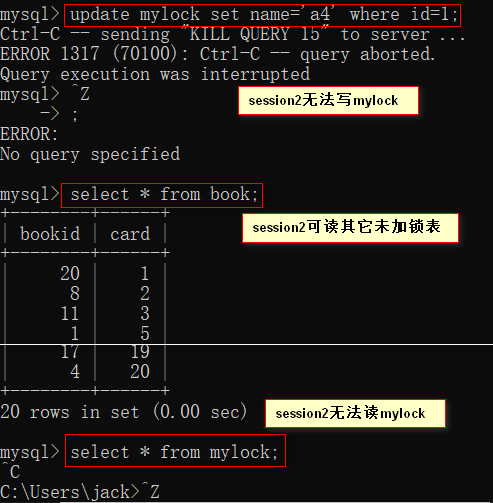 mysql> update mylock set name='a4' where id=1;
Ctrl-C -- sending "KILL QUERY 15" to server ...
ERROR 1317 (70100): Ctrl-C -- query aborted.
Query execution was interrupted
mysql> ^Z
session2无法写mylock
    -> ;
ERROR:
No query specified
mysql> select * from book;
+--------+------+
session2可读其它未加锁表
| bookid | card |
+--------+------+
|     20 |    1 |
|      8 |    2 |
|     11 |    3 |
|      1 |    5 |
|     17 |   19 |
|      4 |   20 |
+--------+------+
20 rows in set (0.00 sec)
session2无法读mylock
mysql> select * from mylock;
^C
C:\Users\jack>^Z